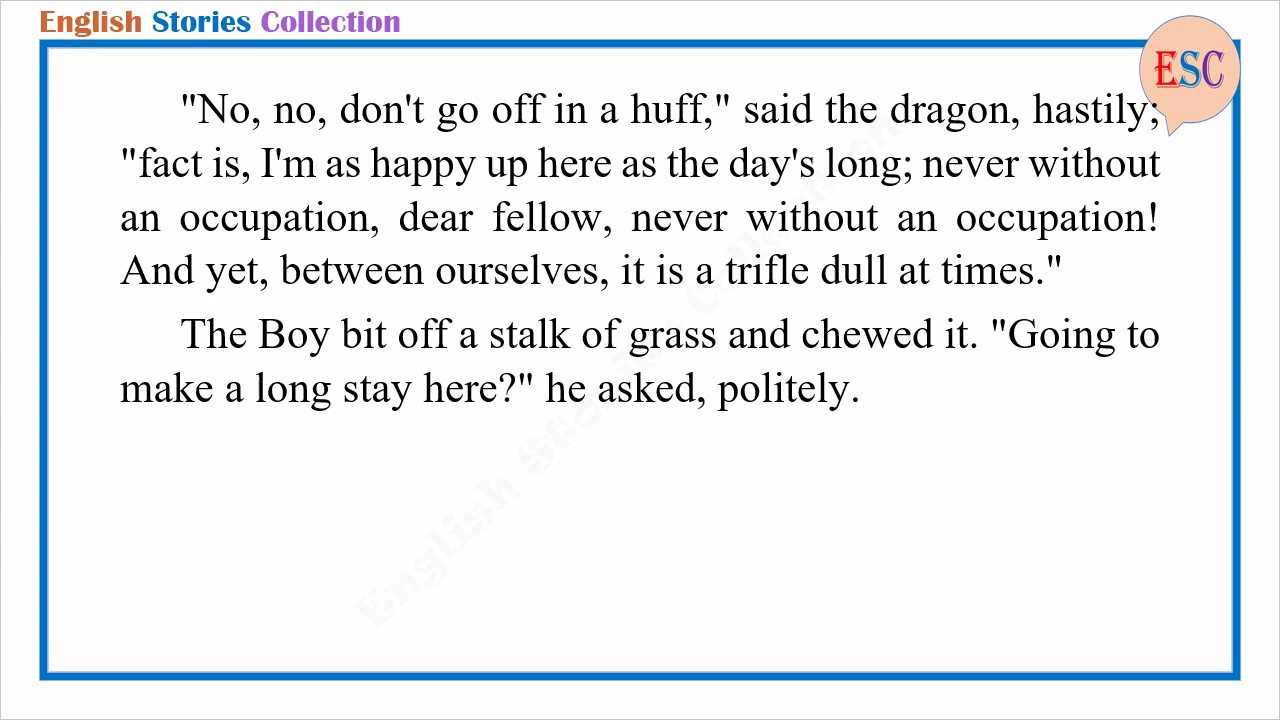 English Stories Collection
ESC
"No, no, don't go off in a huff," said the dragon, hastily;
"fact is, I'm as happy up here as the day's long; never without
an occupation, dear fellow, never without an occupation!
And yet, between ourselves, it is a trifle dull at times."
The Boy bit off a stalk of grass and chewed it. "Going to
make a long stay here?" he asked, politely.
English Stories Collection